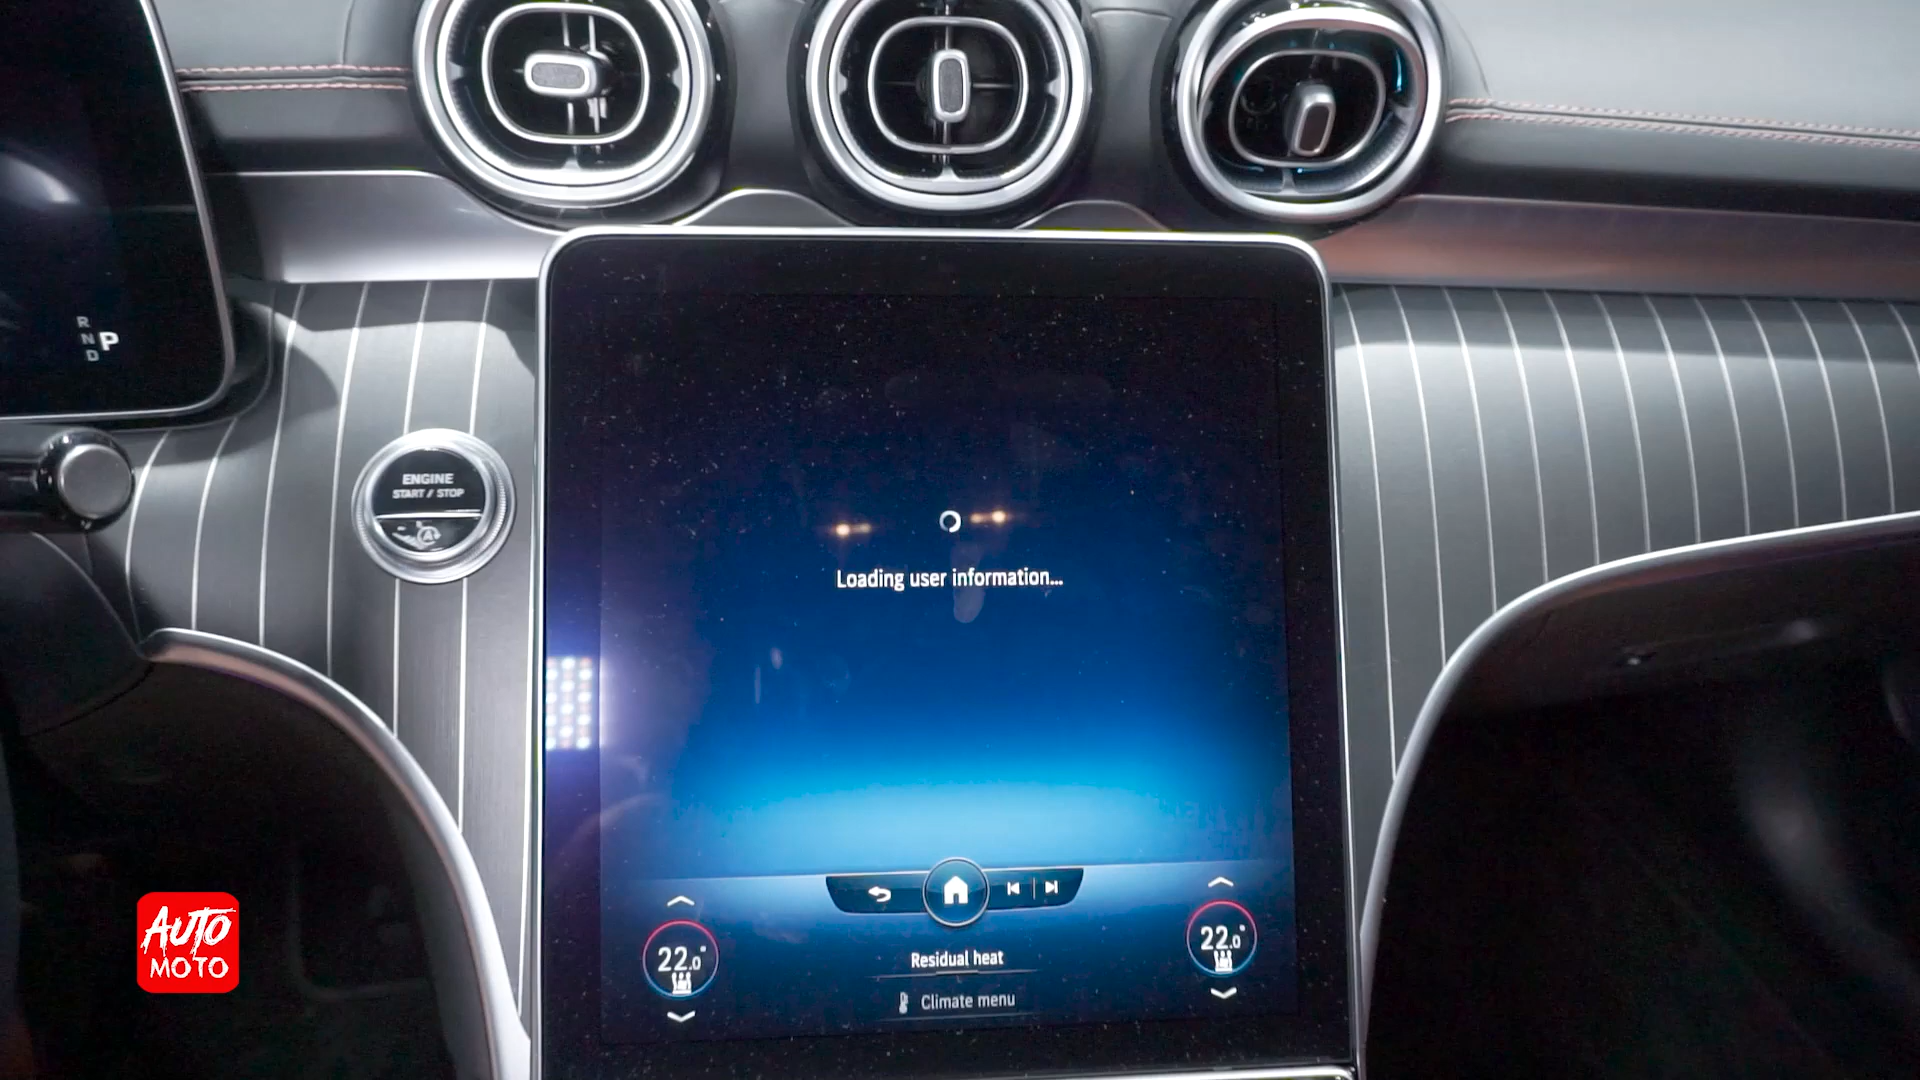 R
N P
D
ENGINE
START // STOP
A
Loading user information...
22.0°
22.0°
Residual heat
Climate menu
AUTO
MOTO